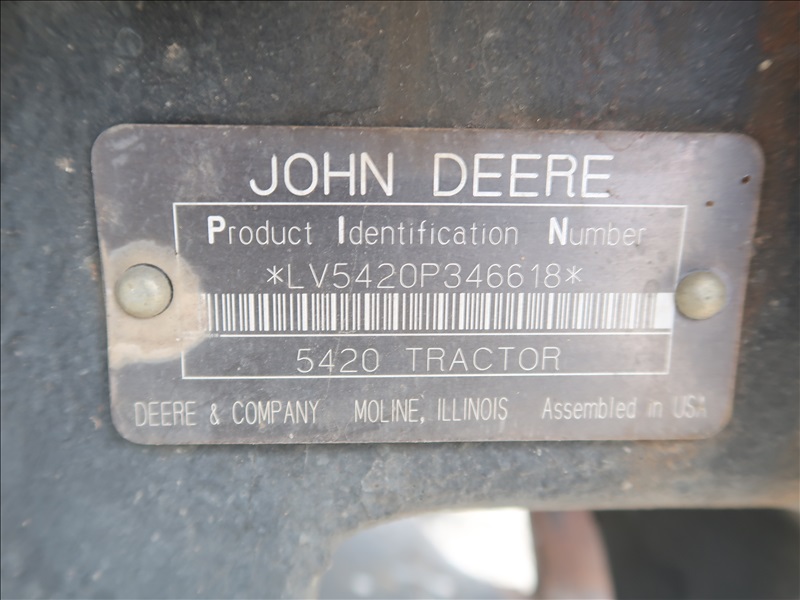 JOHN DEERE
Product Identification Number
*LV5420P346618*
5420 TRACTOR
DEERE & COMPANY MOLINE, ILLINOIS Assembled in USA